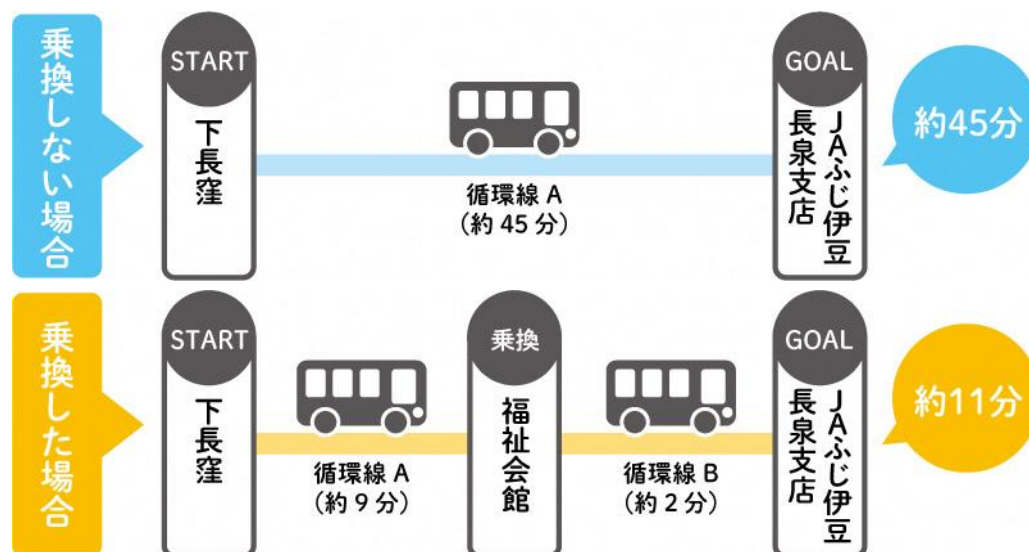 乗換しない場合
START
下長窪
循環線 A
（約 45 分）
GOAL
JAふじ伊豆
長泉支店
約45分
乗換した場合
START
下長窪
循環線 A
（約 9 分）
乗換
福祉会館
循環線 B
（約 2 分）
GOAL
JAふじ伊豆
長泉支店
約11分